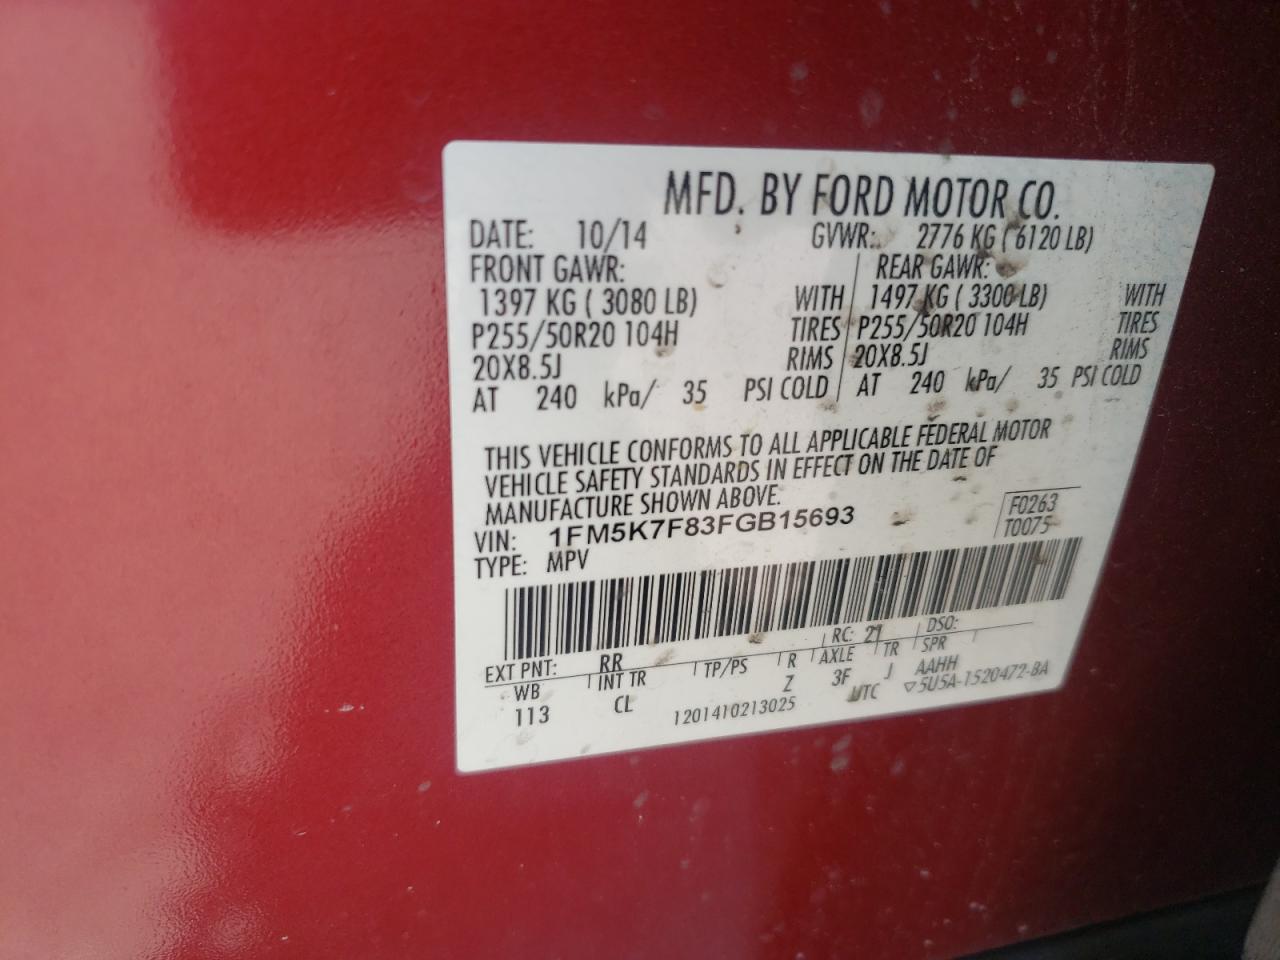 MFD. BY FORD MOTOR CO.
DATE: 10/14 GVWR: 2776 KG ( 6120 LB)
FRONT GAWR: REAR GAWR:
1397 KG ( 3080 LB) WITH 1497 KG ( 3300 LB) WITH
P255/50R20 104H TIRES P255/50R20 104H TIRES
20X8.5J RIMS 20X8.5J RIMS
AT 240 kPa/ 35 PSI COLD AT 240 kPa/ 35 PSI COLD
THIS VEHICLE CONFORMS TO ALL APPLICABLE FEDERAL MOTOR
VEHICLE SAFETY STANDARDS IN EFFECT ON THE DATE OF
MANUFACTURE SHOWN ABOVE.
VIN: 1FM5K7F83FGB15693 F0263
TYPE: MPV T0075
EXT PNT: RR RC: 21 DSO:
WB INT TR TP/PS R AXLE TR SPR
113 CL Z 3F J AAHH
1201410213025 UTC ▽5U5A-1520472-BA